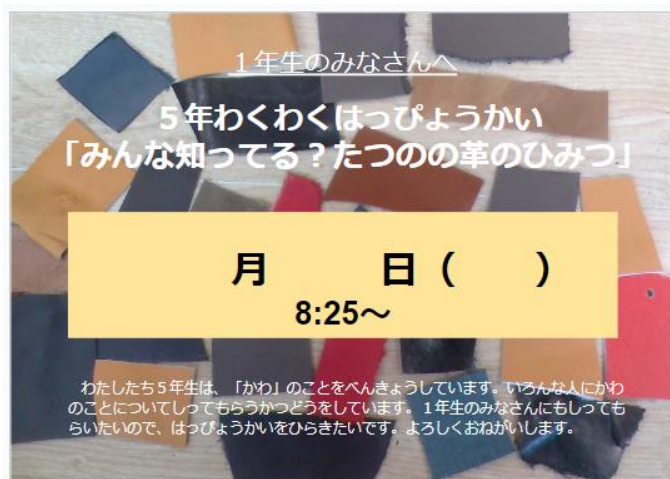 1年生のみなさんへ
5年わくわくはっぴょうかい
「みんな知ってる？たつのの革のひみつ」
月　　日（　　）
8:25～
わたしたち5年生は、「かわ」のことをべんきょうしています。いろんな人にかわ
のことについてしってもらうかつどうをしています。1年生のみなさんにもしっても
らいたいので、はっぴょうかいをひらきたいです。よろしくおねがいします。